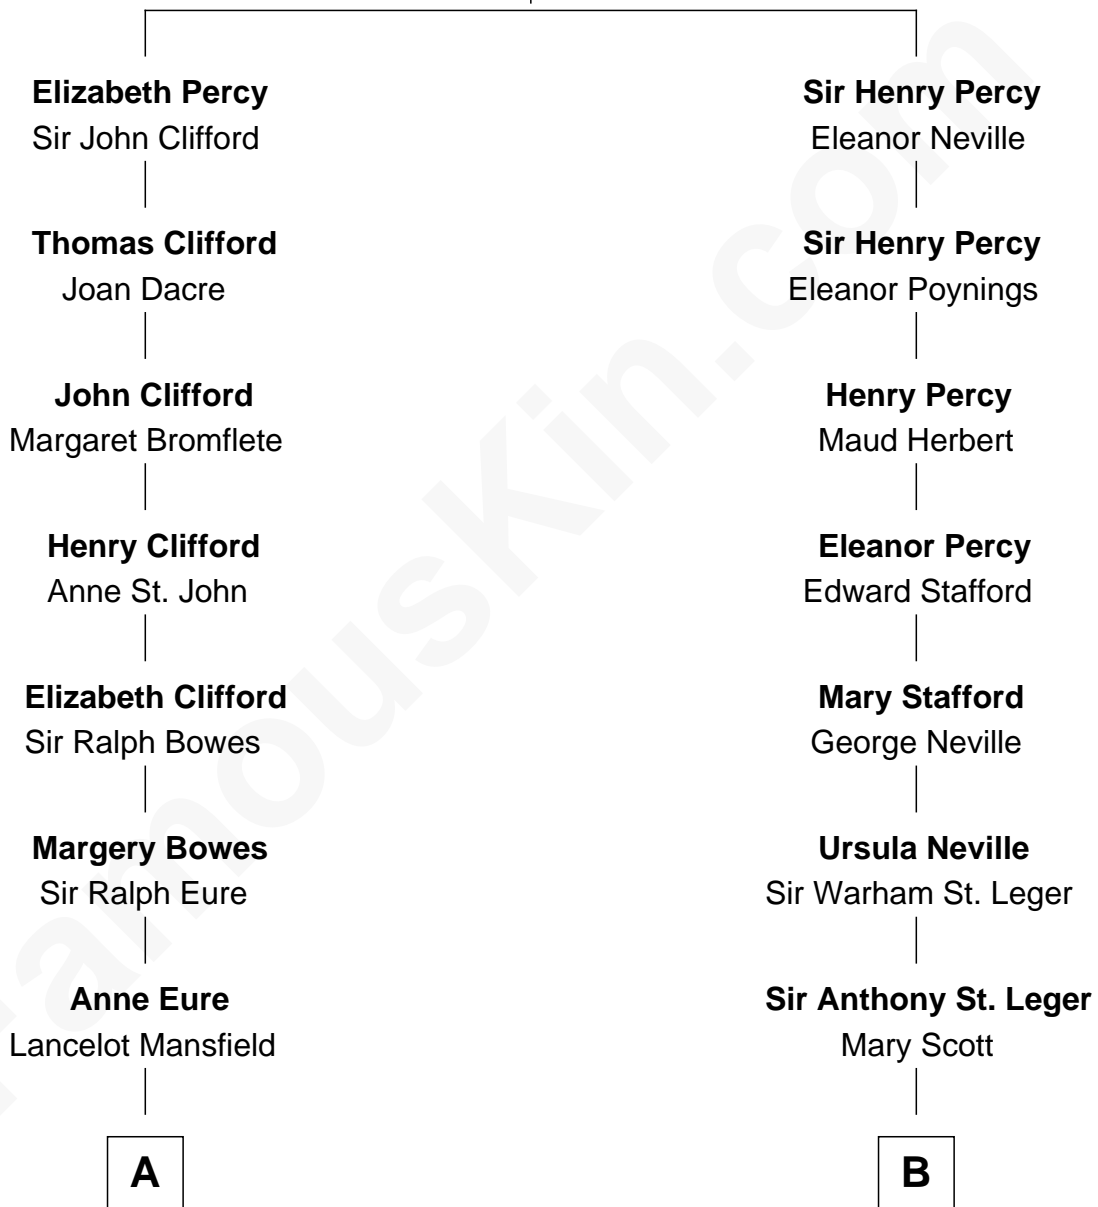 Elizabeth Percy
Sir John Clifford
Thomas Clifford
Joan Dacre
John Clifford
Margaret Bromflete
Henry Clifford
Anne St. John
Elizabeth Clifford
Sir Ralph Bowes
Margery Bowes
Sir Ralph Eure
Anne Eure
Lancelot Mansfield
A
Sir Henry Percy
Eleanor Neville
Sir Henry Percy
Eleanor Poynings
Henry Percy
Maud Herbert
Eleanor Percy
Edward Stafford
Mary Stafford
George Neville
Ursula Neville
Sir Warham St. Leger
Sir Anthony St. Leger
Mary Scott
B
FamousKin.com